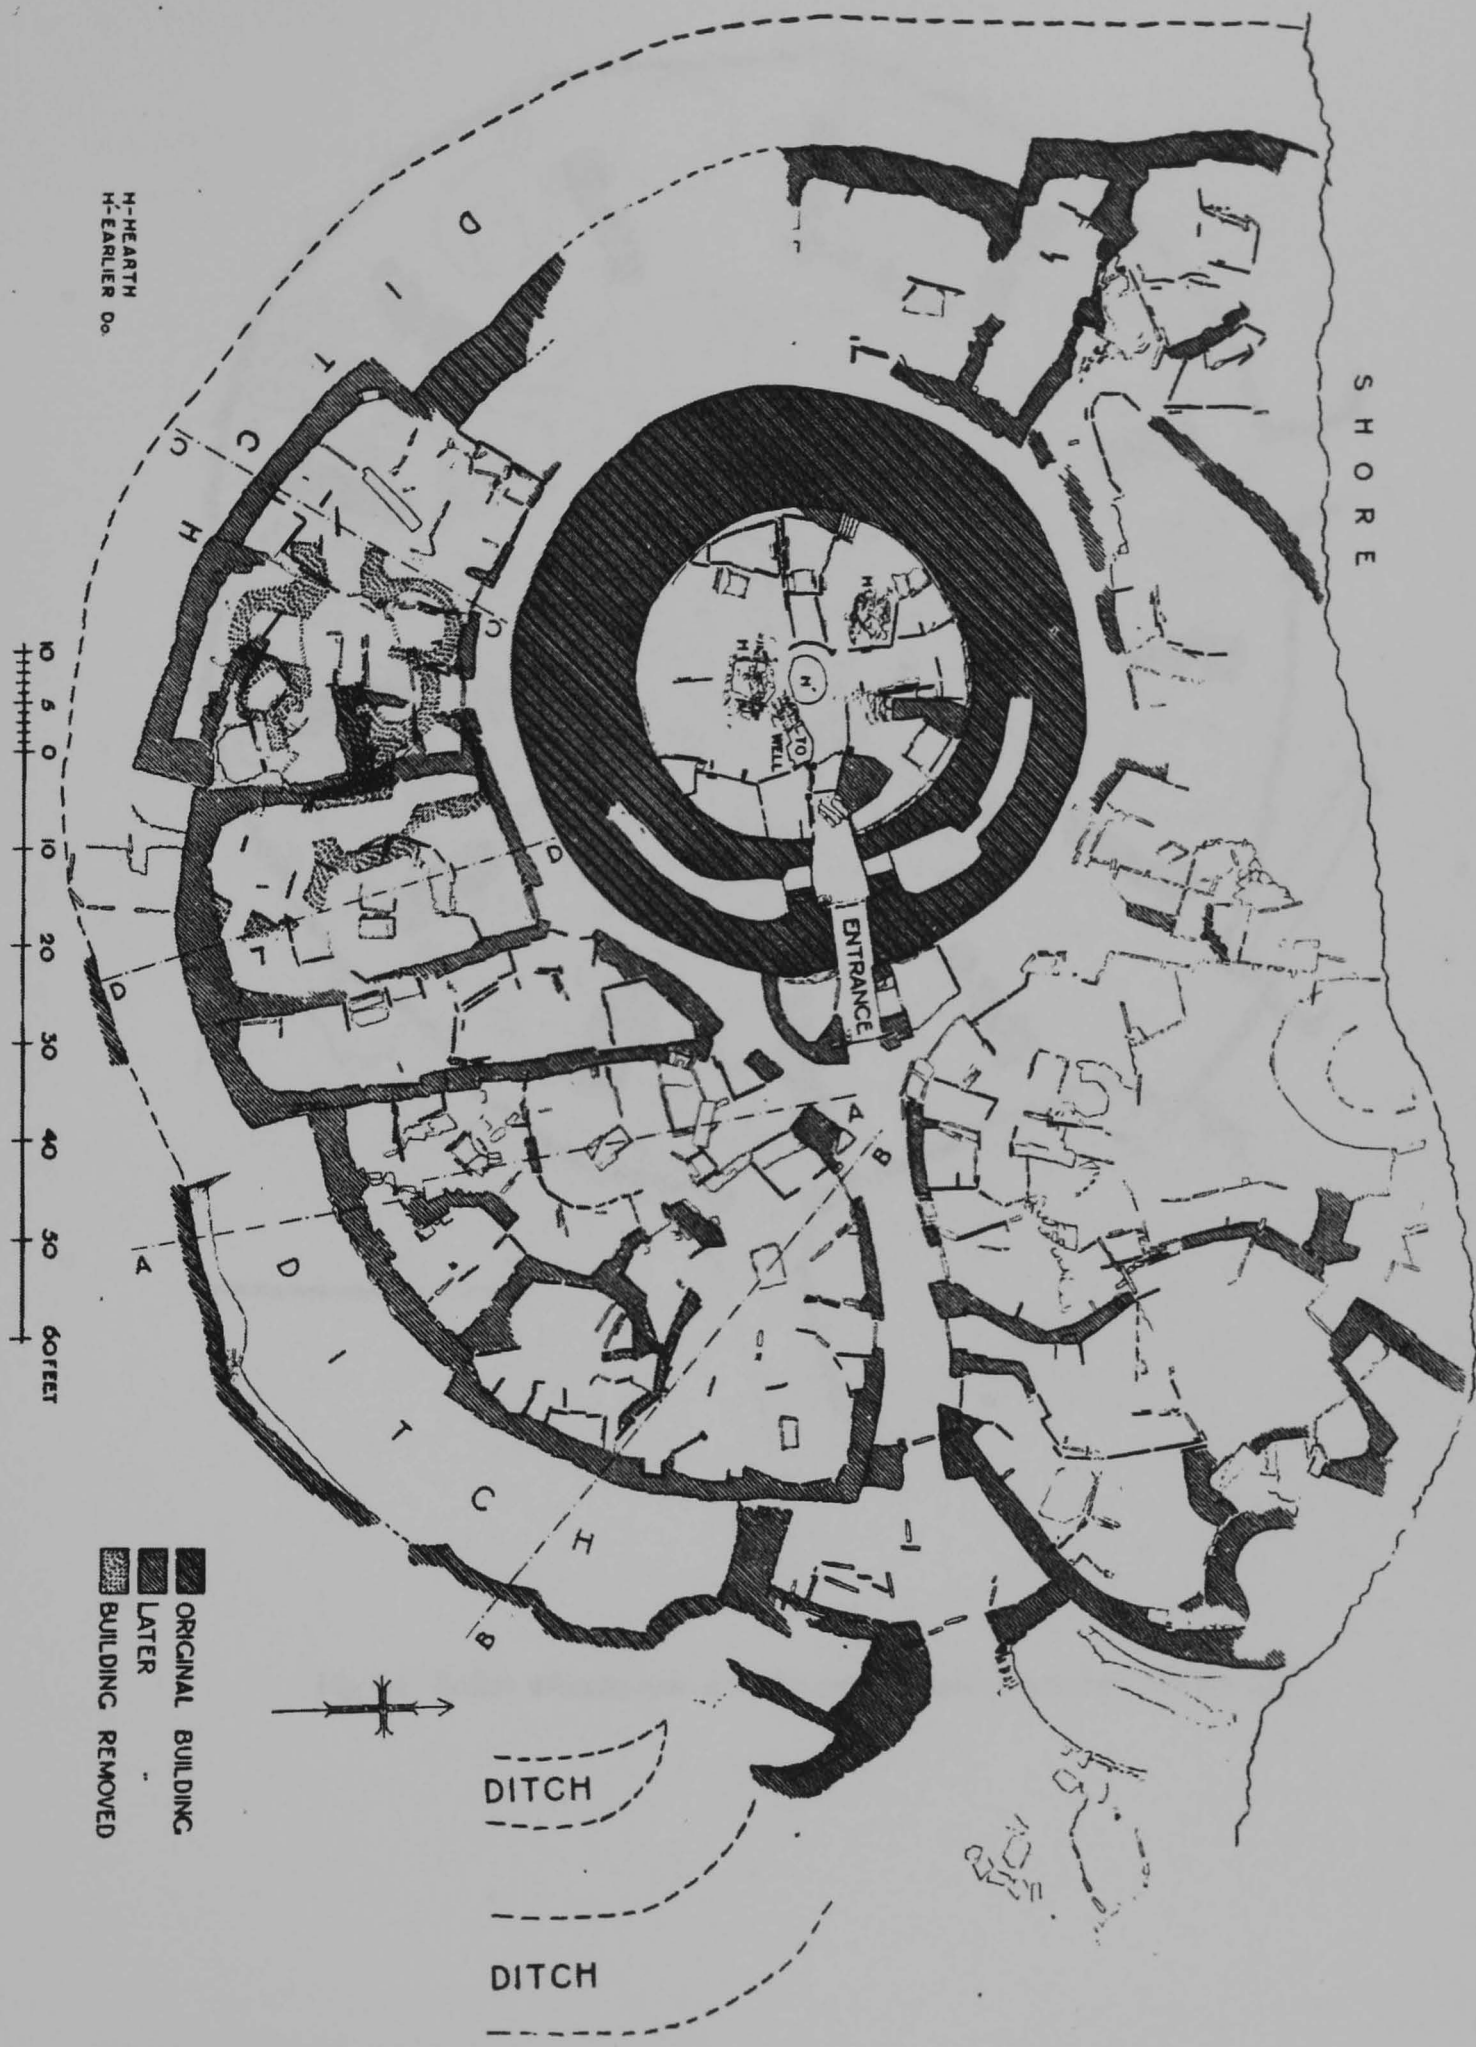 SHORE
H-HEARTH
H'-EARLIER Do.
DITCH
C
C
H
H
H'
TO
WELL
ENTRANCE
D
D
A
A
B
B
DITCH
10 5 0 10 20 30 40 50 60 FEET
ORIGINAL BUILDING
LATER "
BUILDING REMOVED
DITCH
DITCH